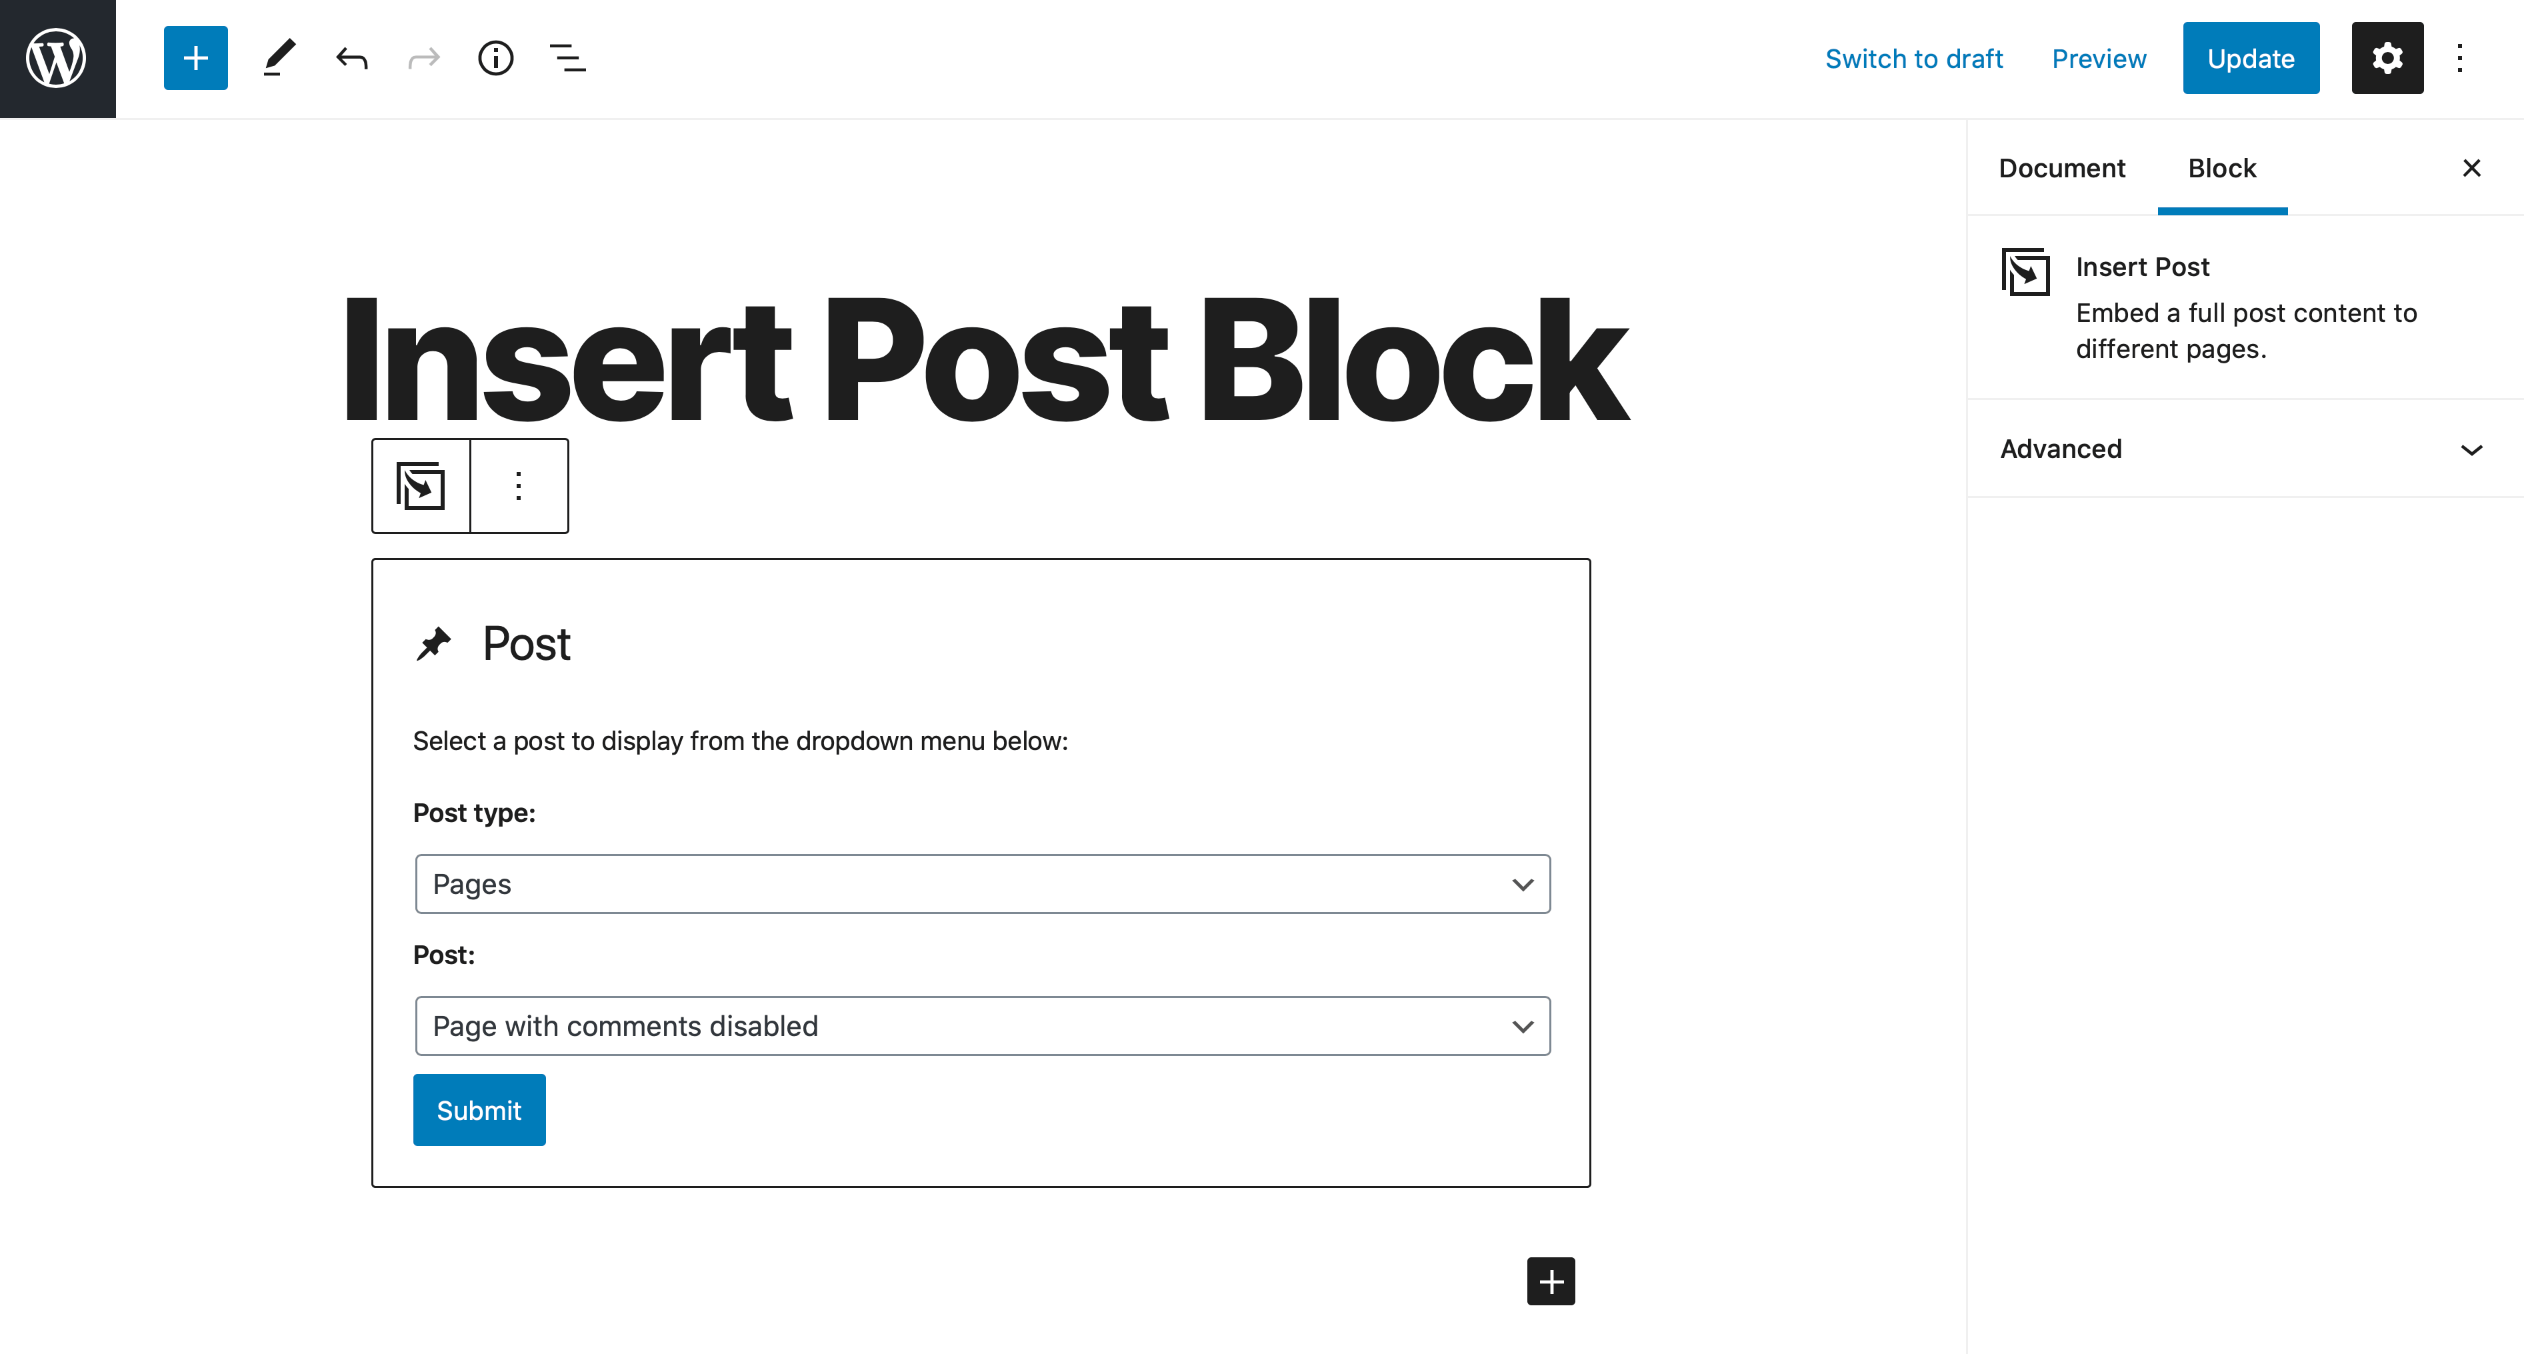 Switch to draft
Preview
Update
Document
Block
Insert Post
Embed a full post content to
different pages.
Advanced
Insert Post Block
Post
Select a post to display from the dropdown menu below:
Post type:
Pages
Post:
Page with comments disabled
Submit